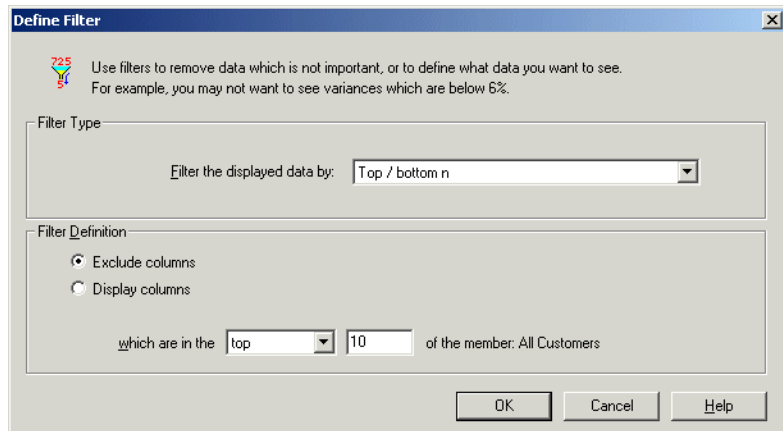 Define Filter
725
5
Use filters to remove data which is not important, or to define what data you want to see.
For example, you may not want to see variances which are below 6%.
Filter Type
Filter the displayed data by: Top / bottom n
Filter Definition
Exclude columns
Display columns
which are in the top 10 of the member: All Customers
OK Cancel Help